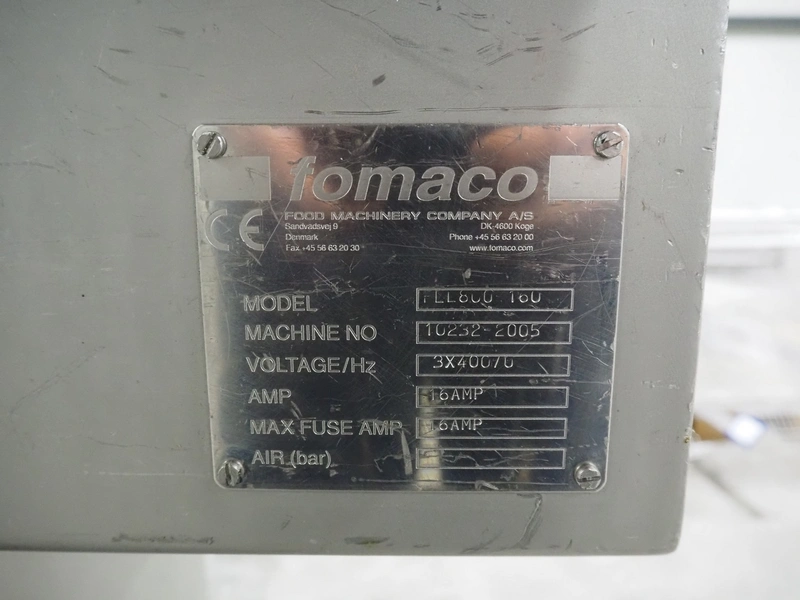 fomaco
FOOD MACHINERY COMPANY A/S
Sandvadsvej 9 DK-4600 Køge
Denmark Phone +45 56 63 20 00
Fax +45 56 63 20 30 www.fomaco.com
CE
MODEL
MACHINE NO 10232-2005
VOLTAGE/Hz
AMP 16AMP
MAX FUSE AMP 16AMP
AIR (bar)